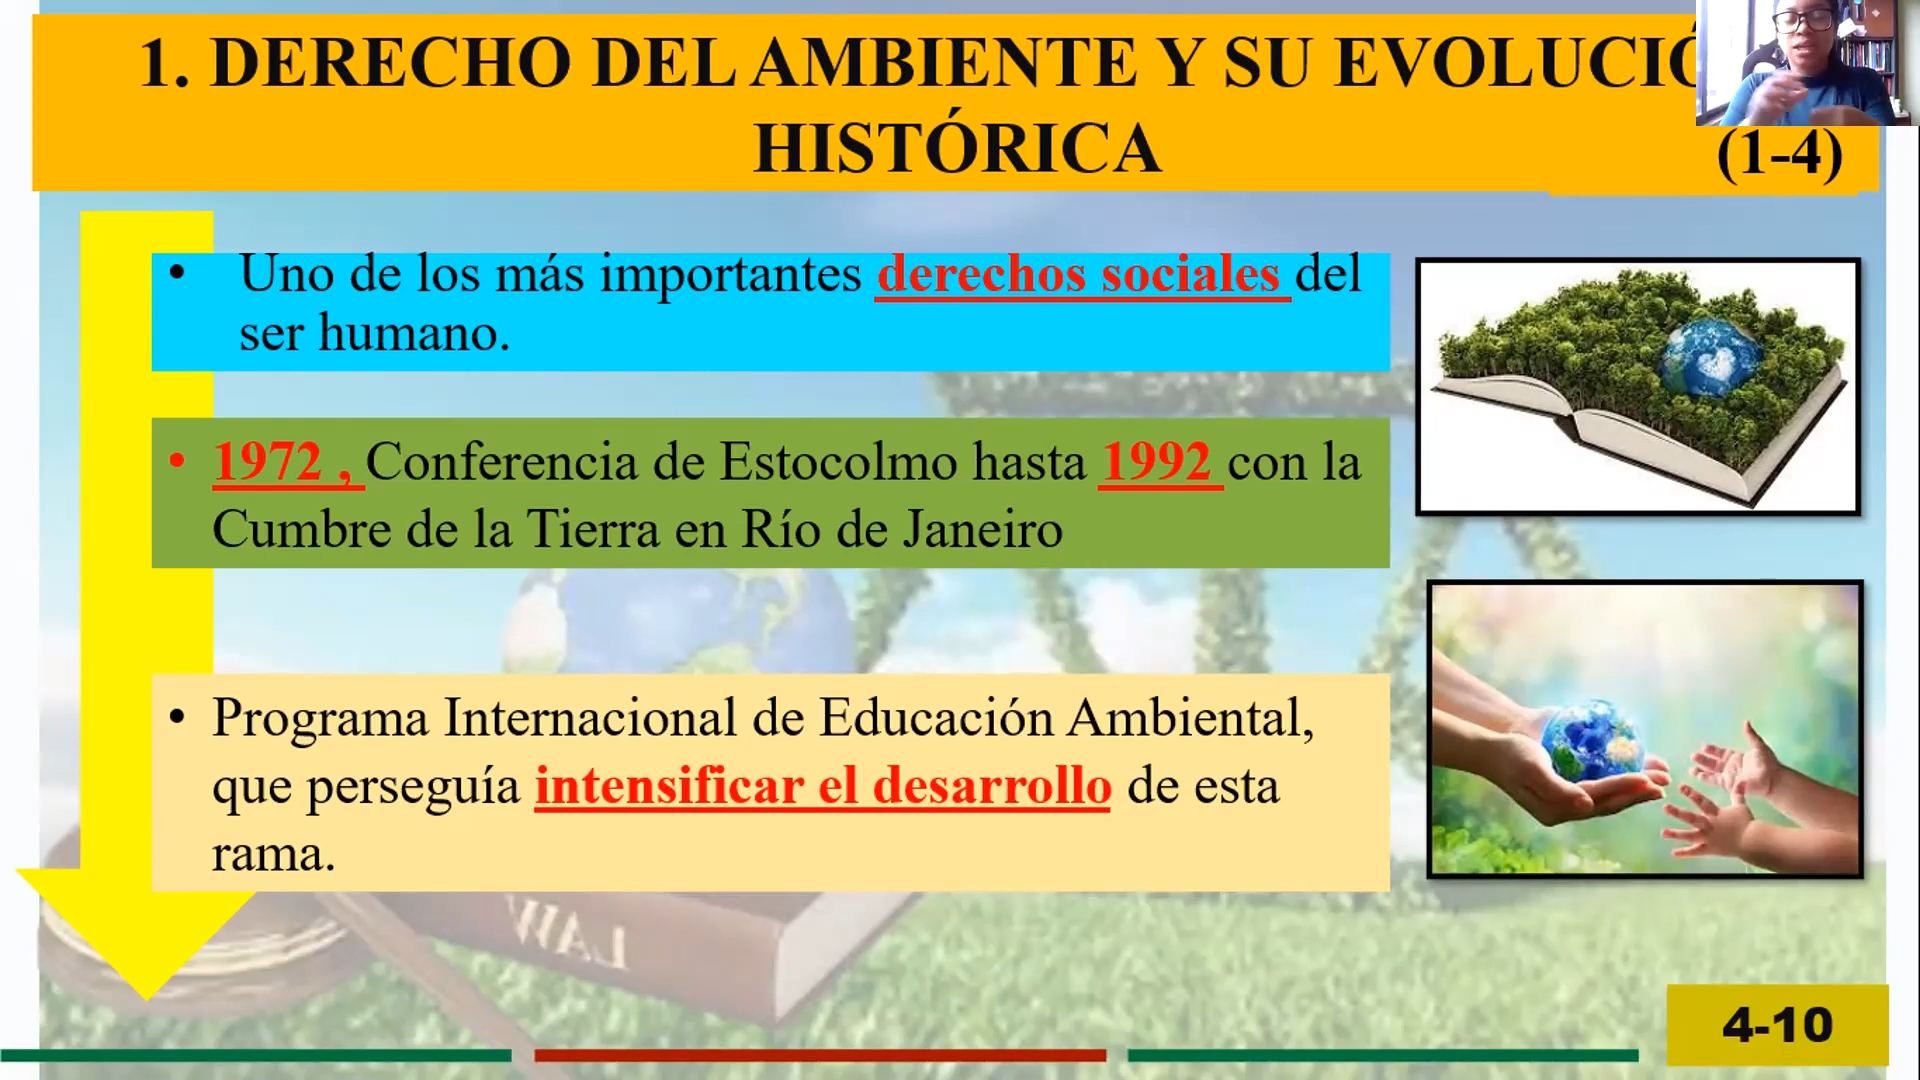 1. DERECHO DEL AMBIENTE Y SU EVOLUCIÓ
HISTÓRICA
(1-4)
• Uno de los más importantes derechos sociales del
ser humano.
• 1972 , Conferencia de Estocolmo hasta 1992 con la
Cumbre de la Tierra en Río de Janeiro
• Programa Internacional de Educación Ambiental,
que perseguía intensificar el desarrollo de esta
rama.
LAW
4-10